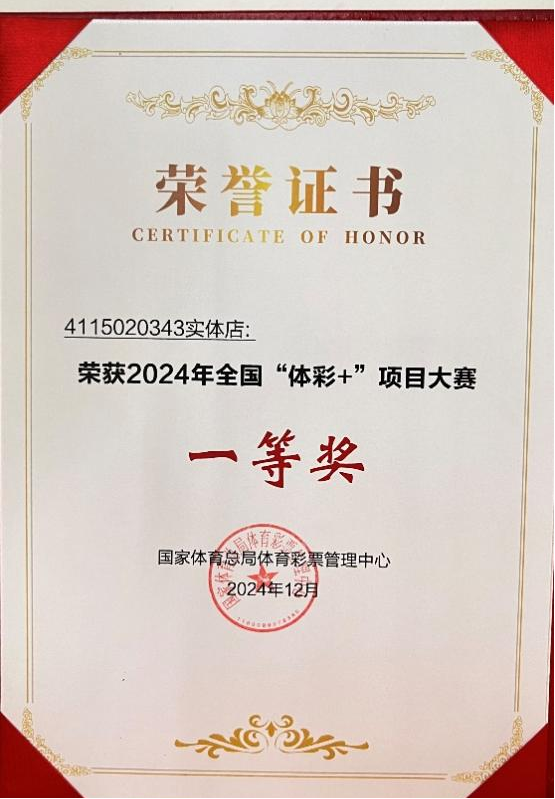 荣誉证书
CERTIFICATE OF HONOR
4115020343实体店:
荣获2024年全国“体彩+”项目大赛
一等奖
国家体育总局体育彩票管理中心
2024年12月